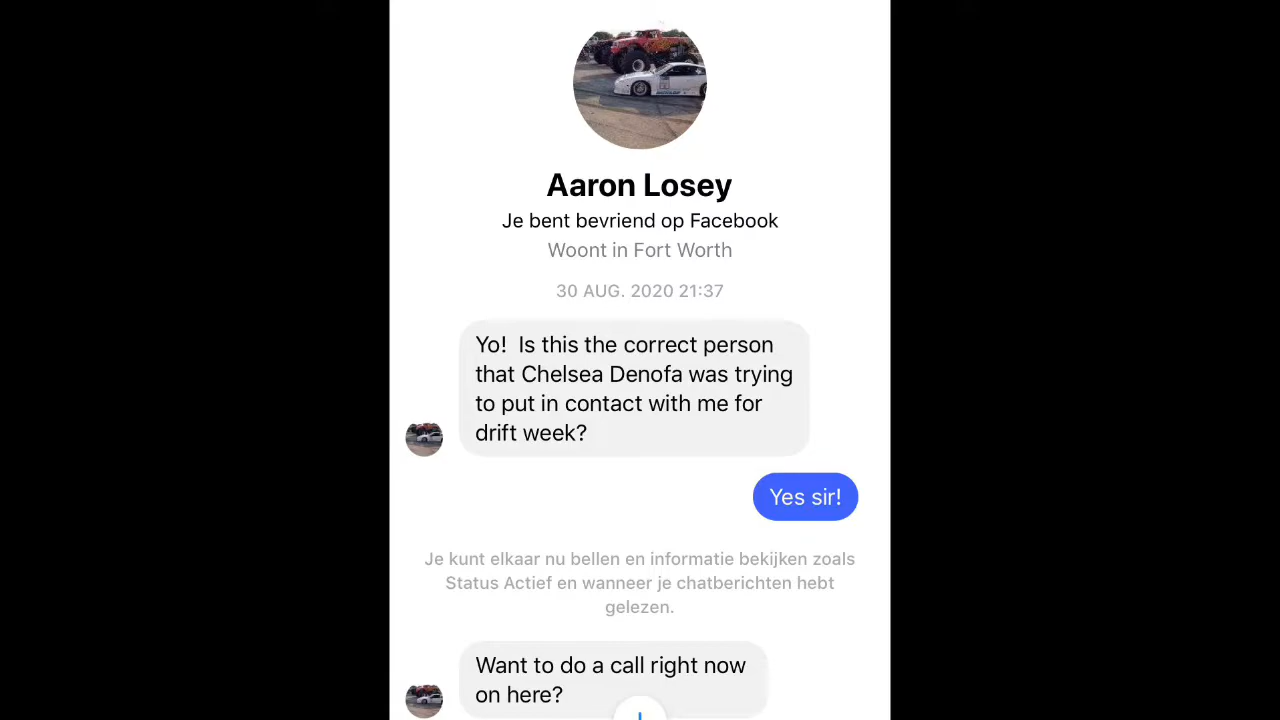 Aaron Losey
Je bent bevriend op Facebook
Woont in Fort Worth
30 AUG. 2020 21:37
Yo!  Is this the correct person
that Chelsea Denofa was trying
to put in contact with me for
drift week?
Yes sir!
Je kunt elkaar nu bellen en informatie bekijken zoals
Status Actief en wanneer je chatberichten hebt
gelezen.
Want to do a call right now
on here?